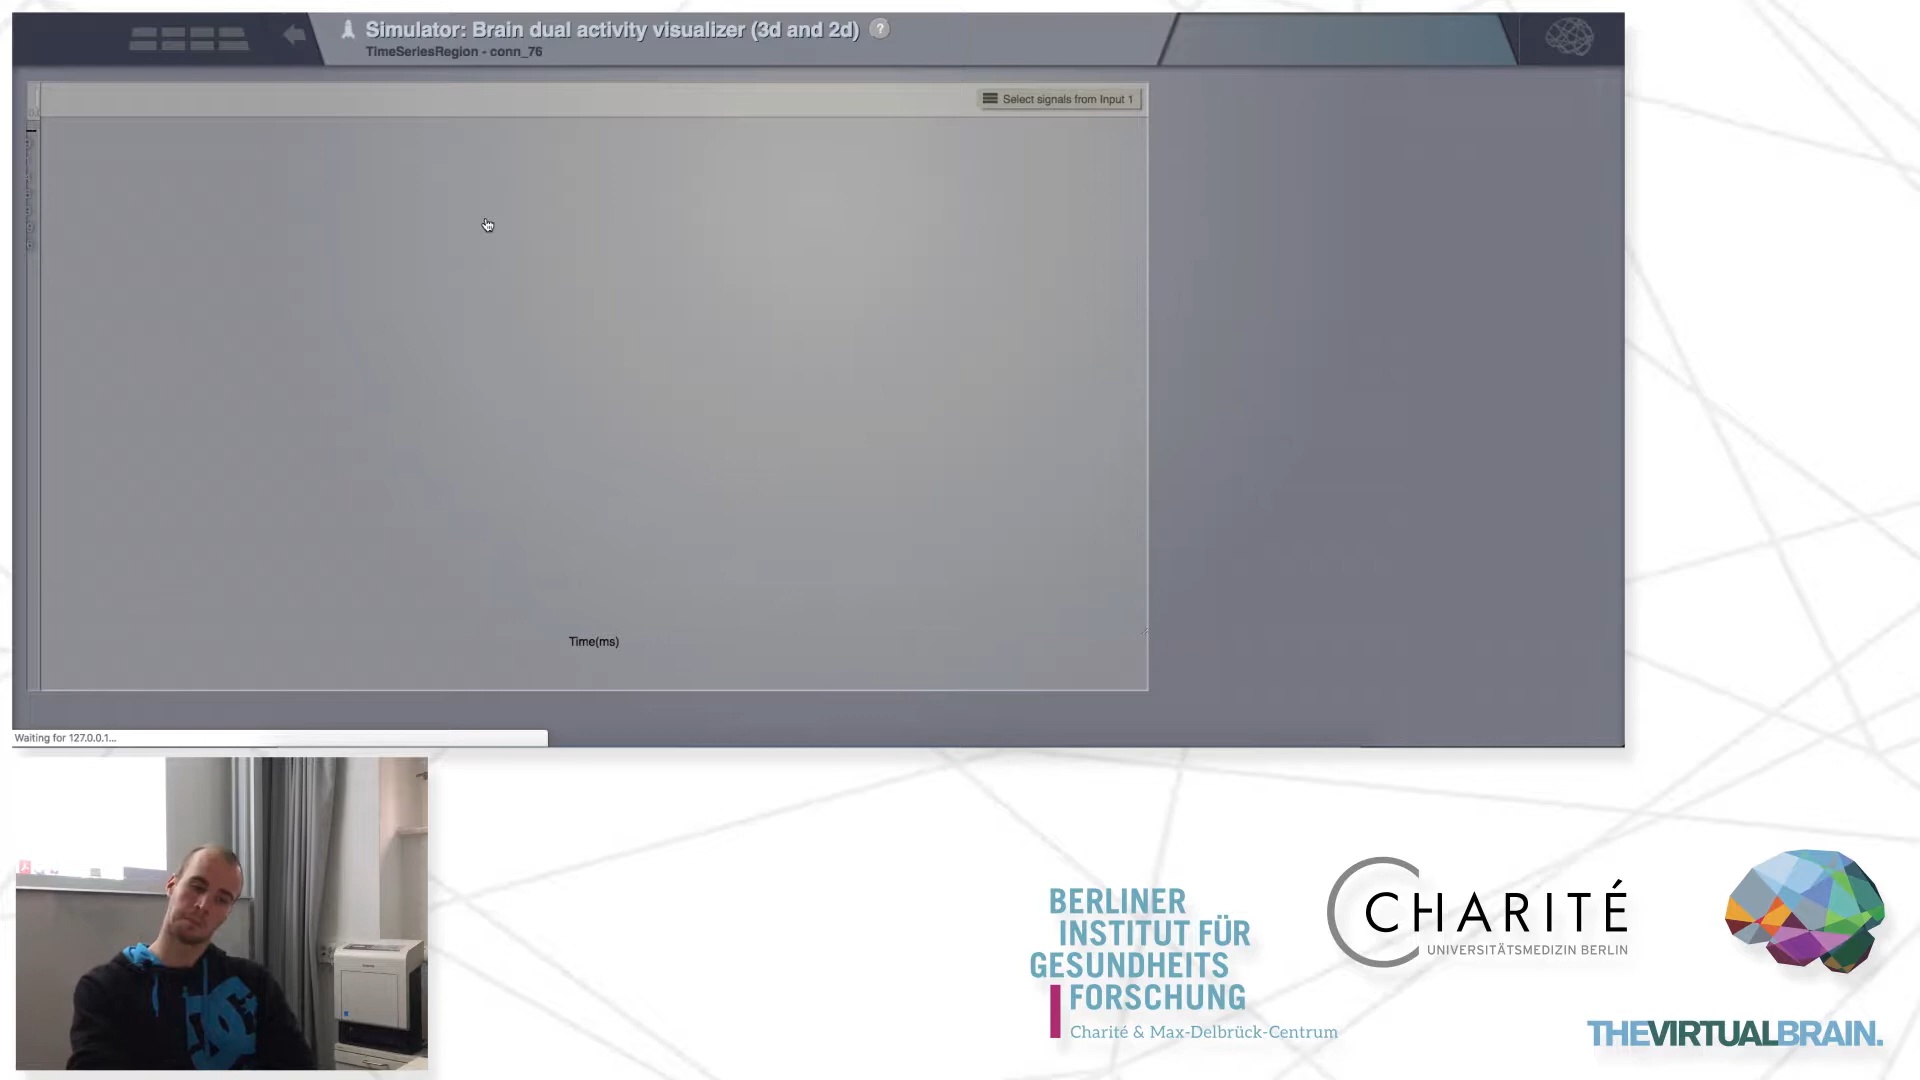 Simulator: Brain dual activity visualizer (3d and 2d) ?
TimeSeriesRegion - conn_76
Select signals from Input 1
Time(ms)
Waiting for 127.0.0.1...
BERLINER
INSTITUT FÜR
GESUNDHEITS
FORSCHUNG
Charité & Max-Delbrück-Centrum
CHARITÉ
UNIVERSITÄTSMEDIZIN BERLIN
THEVIRTUALBRAIN.